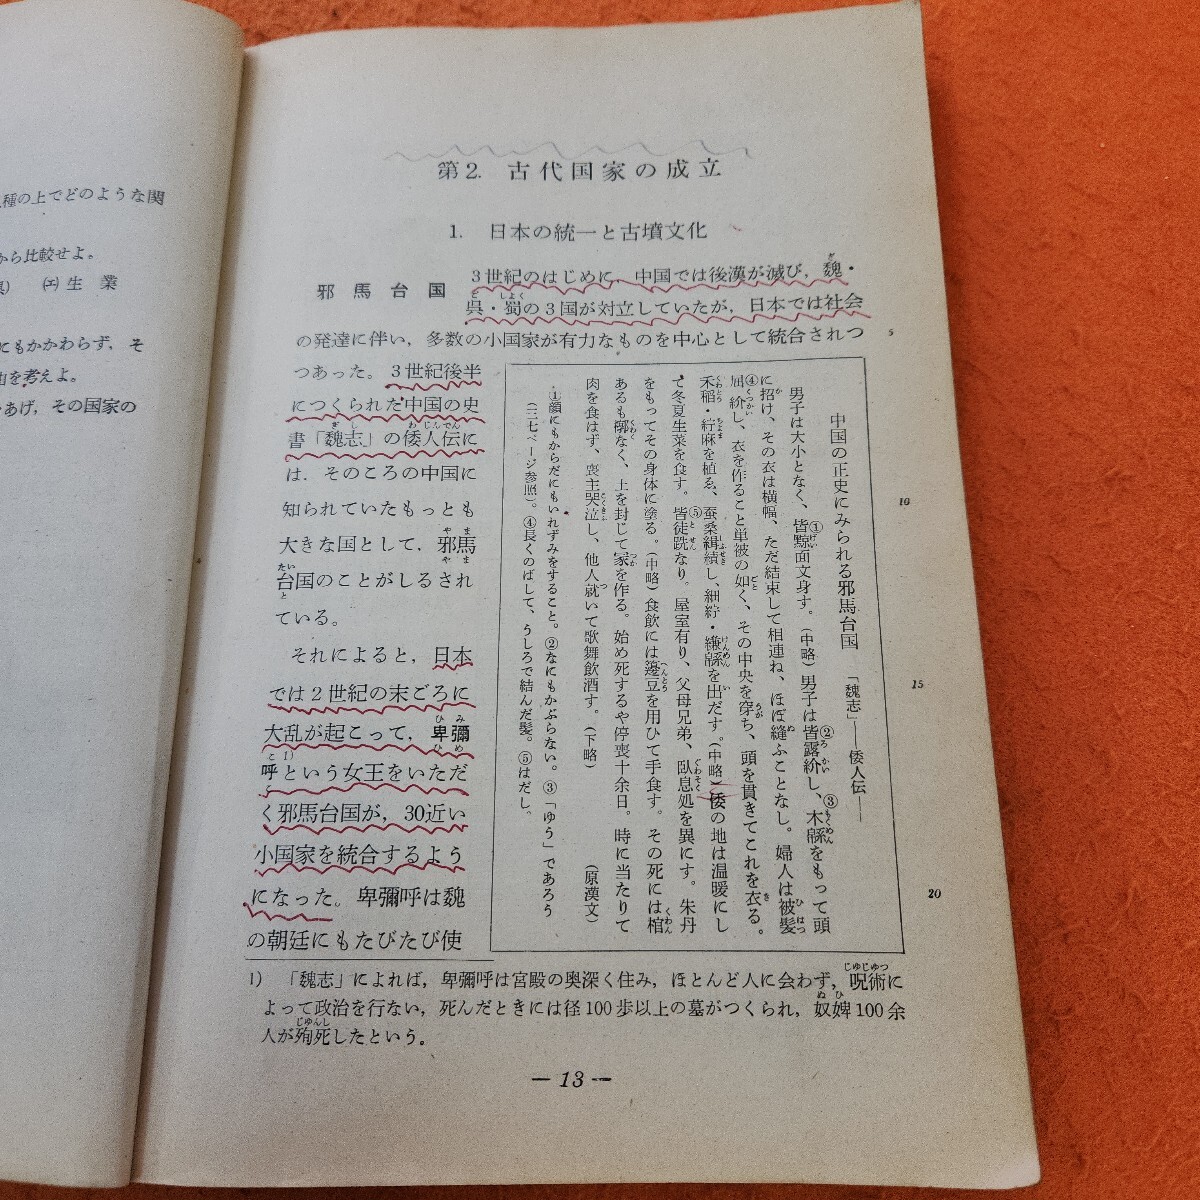 種の上でどのような関
から比較せよ。
(エ)生業
にもかかわらず，そ
由を考えよ。
あげ，その国家の
第2. 古代国家の成立
1. 日本の統一と古墳文化
邪馬台国
3世紀のはじめに，中国では後漢が滅び，魏・
呉・蜀の3国が対立していたが，日本では社会
の発達に伴い，多数の小国家が有力なものを中心として統合されつ
つあった。3世紀後半
につくられた中国の史
書「魏志」の倭人伝に
は，そのころの中国に
知られていたもっとも
大きな国として，邪馬
台国のことがしるされ
ている。
それによると，日本
では2世紀の末ごろに
大乱が起こって，卑彌
呼1)という女王をいただ
く邪馬台国が，30近い
小国家を統合するよう
になった。卑彌呼は魏
の朝廷にもたびたび使
5
10
15
20
中国の正史にみられる邪馬台国 「魏志」――倭人伝――
男子は大小となく、皆①黥面文身す。(中略)男子は皆②露紒し、③木緜をもって頭
に招け、その衣は横幅、ただ結束して相連ね、ほぼ縫ふことなし。婦人は被髪
④屈紒し、衣を作ること単被の如く、その中央を穿ち、頭を貫きてこれを衣る。
禾稲・紵麻を植ゑ、蚕桑緝績し、細紵・縑緜を出だす。(中略)倭の地は温暖にし
て冬夏生菜を食す。皆⑤徒跣なり。屋室有り、父母兄弟、臥息処を異にす。朱丹
をもってその身体に塗る。(中略)食飲には籩豆を用ひて手食す。その死には棺
あるも槨なく、土を封じて冢を作る。始め死するや停喪十余日。時に当たりて
肉を食はず、喪主哭泣し、他人就いて歌舞飲酒す。(下略)
(原漢文)
①顔にもからだにもいれずみをすること。②なにもかぶらない。③「ゆう」であろう
(三七ページ参照)。④長くのばして、うしろで結んだ髪。⑤はだし。
1) 「魏志」によれば，卑彌呼は宮殿の奥深く住み，ほとんど人に会わず，呪術に
よって政治を行ない，死んだときには径100歩以上の墓がつくられ，奴婢100余
人が殉死したという。
— 13 —